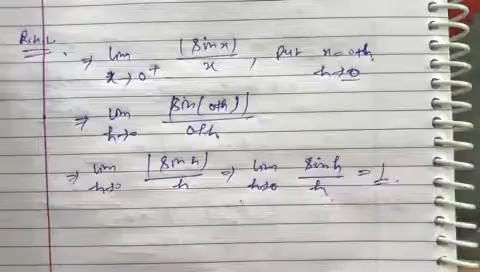 R.H.L. ⇒ lim x→0+ |sin x| / x , Put x = 0+h, h→0
⇒ lim h→0 |sin(0+h)| / 0+h
⇒ lim h→0 |sin h| / h ⇒ lim h→0 sin h / h = 1.